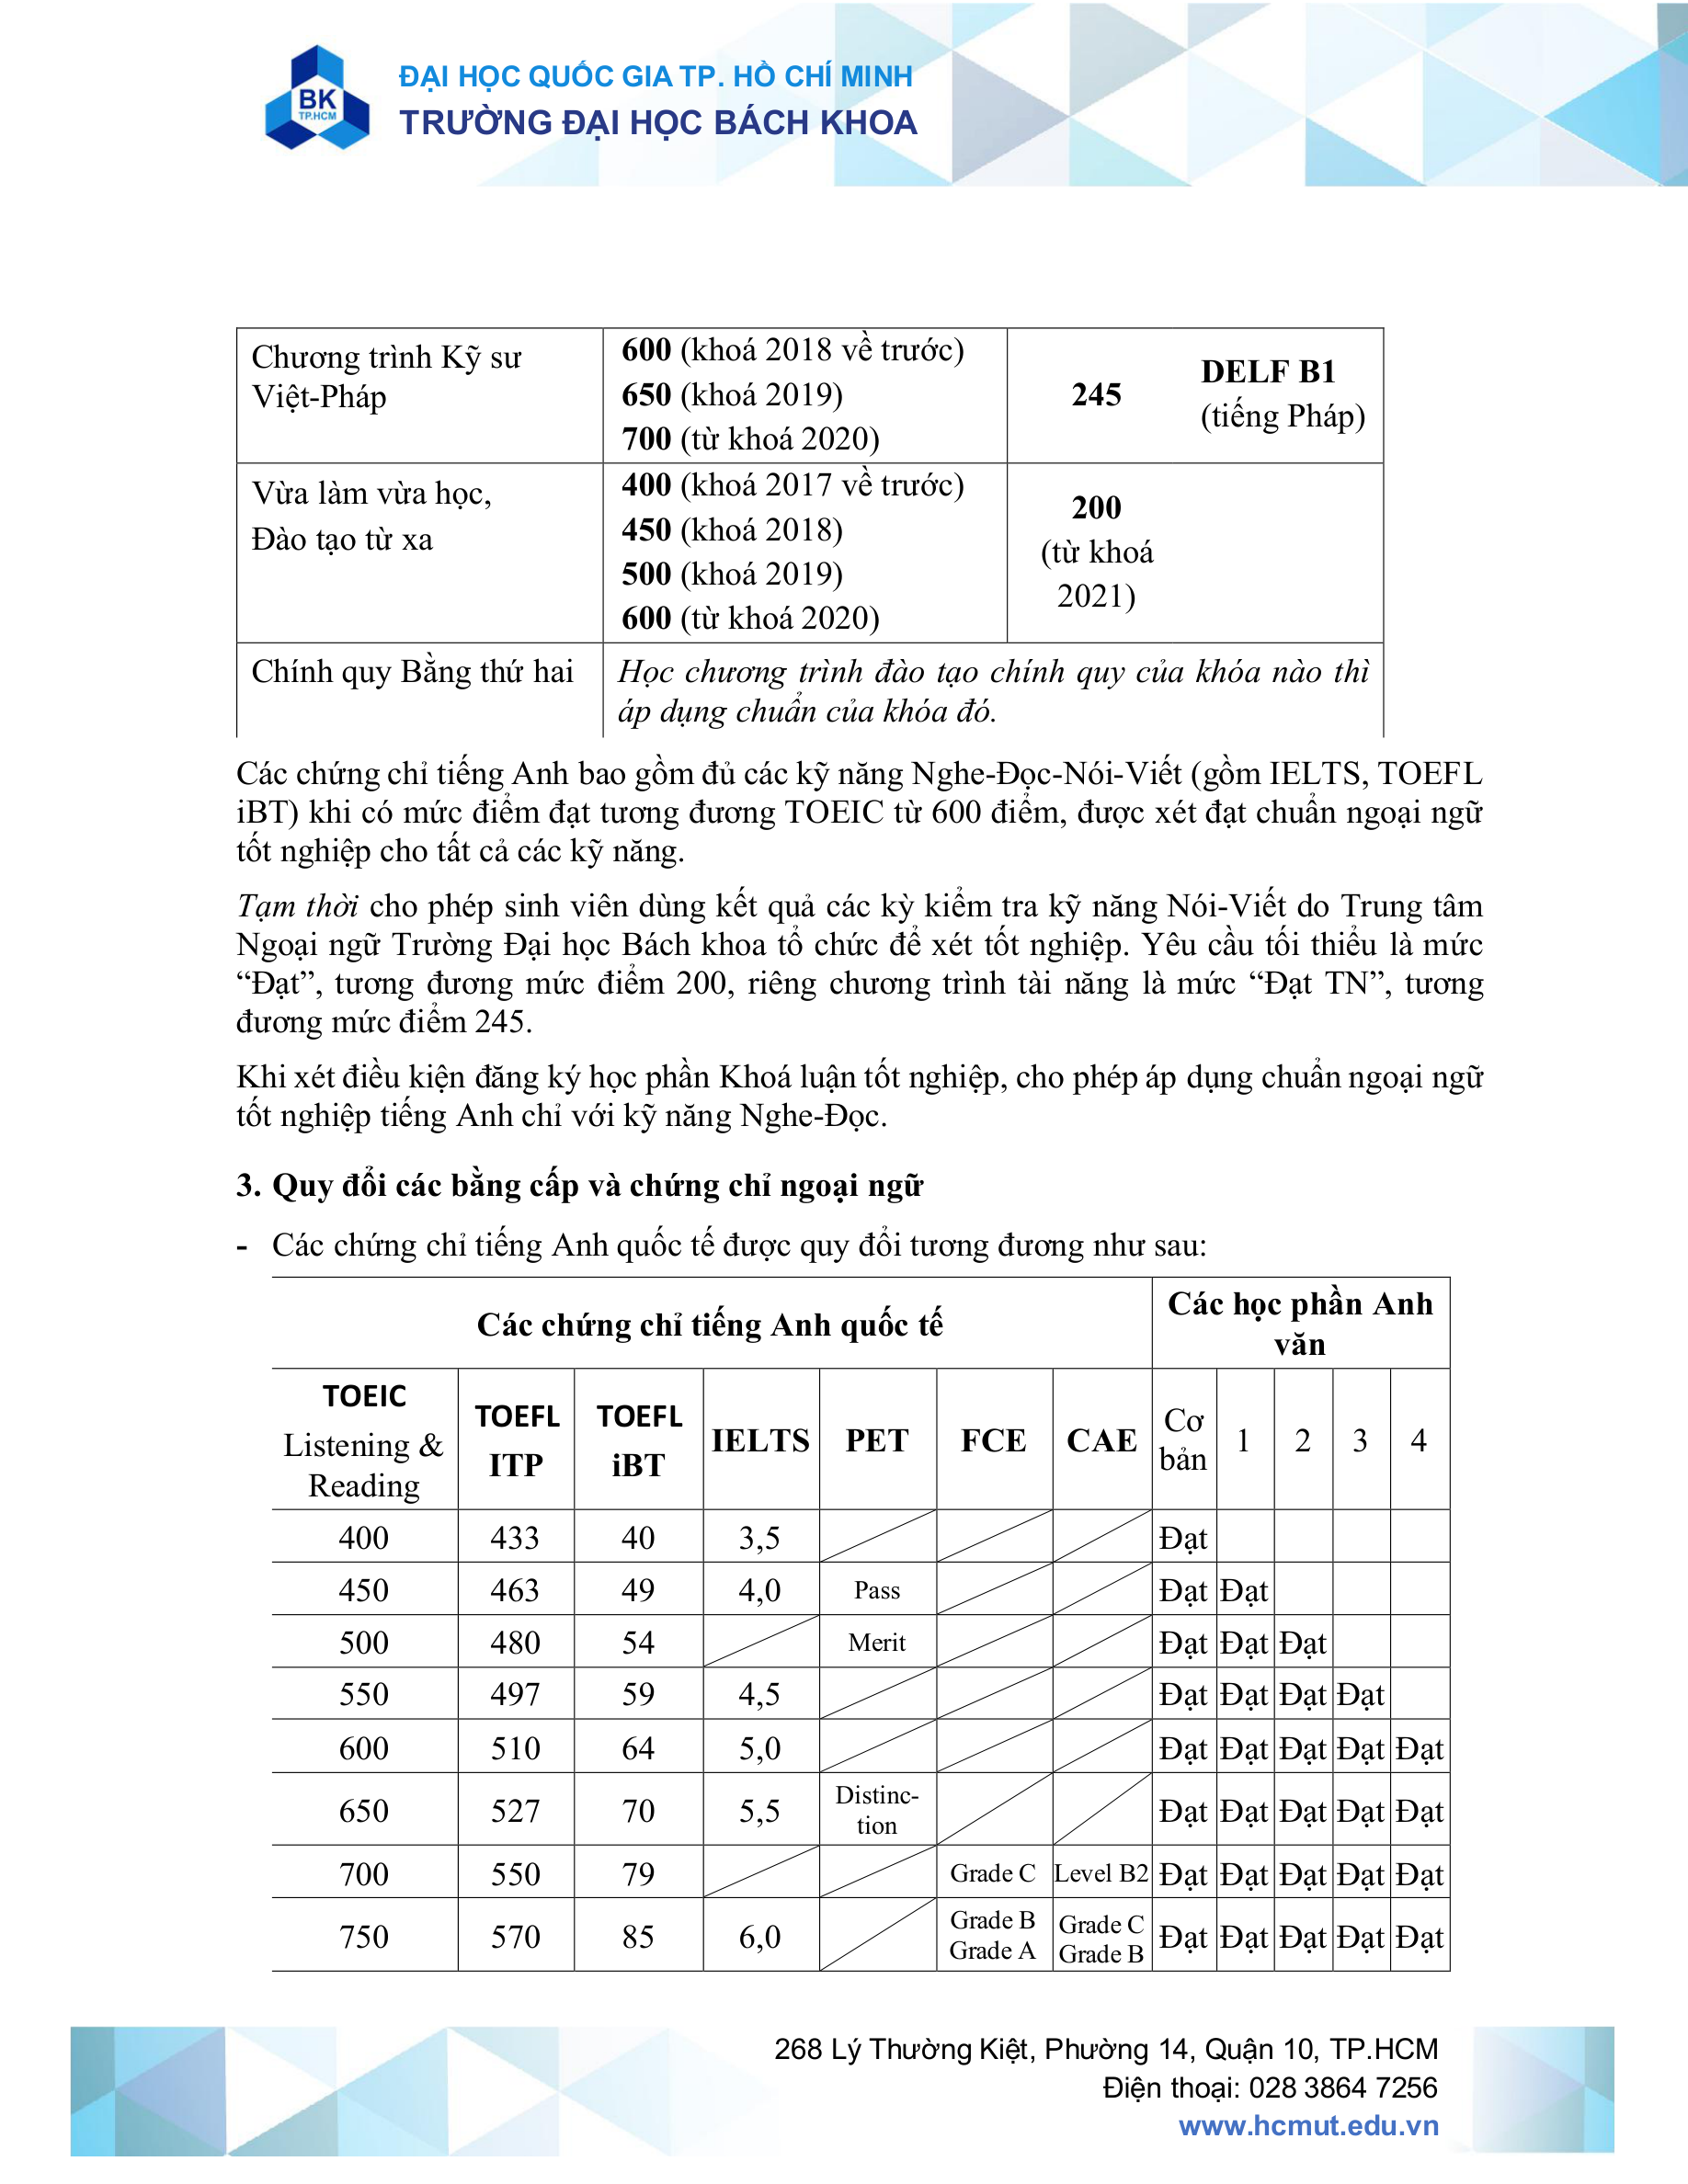 BK
TP.HCM
ĐẠI HỌC QUỐC GIA TP. HỒ CHÍ MINH
TRƯỜNG ĐẠI HỌC BÁCH KHOA
Chương trình Kỹ sư
Việt-Pháp
600 (khoá 2018 về trước)
650 (khoá 2019)
700 (từ khoá 2020)
245
DELF B1
(tiếng Pháp)
Vừa làm vừa học,
Đào tạo từ xa
400 (khoá 2017 về trước)
450 (khoá 2018)
500 (khoá 2019)
600 (từ khoá 2020)
200
(từ khoá
2021)
Chính quy Bằng thứ hai
Học chương trình đào tạo chính quy của khóa nào thì
áp dụng chuẩn của khóa đó.
Các chứng chỉ tiếng Anh bao gồm đủ các kỹ năng Nghe-Đọc-Nói-Viết (gồm IELTS, TOEFL
iBT) khi có mức điểm đạt tương đương TOEIC từ 600 điểm, được xét đạt chuẩn ngoại ngữ
tốt nghiệp cho tất cả các kỹ năng.
Tạm thời cho phép sinh viên dùng kết quả các kỳ kiểm tra kỹ năng Nói-Viết do Trung tâm
Ngoại ngữ Trường Đại học Bách khoa tổ chức để xét tốt nghiệp. Yêu cầu tối thiểu là mức
“Đạt”, tương đương mức điểm 200, riêng chương trình tài năng là mức “Đạt TN”, tương
đương mức điểm 245.
Khi xét điều kiện đăng ký học phần Khoá luận tốt nghiệp, cho phép áp dụng chuẩn ngoại ngữ
tốt nghiệp tiếng Anh chỉ với kỹ năng Nghe-Đọc.
3. Quy đổi các bằng cấp và chứng chỉ ngoại ngữ
- Các chứng chỉ tiếng Anh quốc tế được quy đổi tương đương như sau:
Các chứng chỉ tiếng Anh quốc tế
Các học phần Anh
văn
TOEIC
Listening &
Reading
TOEFL
ITP
TOEFL
iBT
IELTS PET FCE CAE
Cơ
bản
1 2 3 4
400 433 40 3,5 Đạt
450 463 49 4,0 Pass Đạt Đạt
500 480 54 Merit Đạt Đạt Đạt
550 497 59 4,5 Đạt Đạt Đạt Đạt
600 510 64 5,0 Đạt Đạt Đạt Đạt Đạt
650 527 70 5,5
Distinc-
tion
Đạt Đạt Đạt Đạt Đạt
700 550 79 Grade C Level B2 Đạt Đạt Đạt Đạt Đạt
750 570 85 6,0
Grade B
Grade A
Grade C
Grade B
Đạt Đạt Đạt Đạt Đạt
268 Lý Thường Kiệt, Phường 14, Quận 10, TP.HCM
Điện thoại: 028 3864 7256
www.hcmut.edu.vn